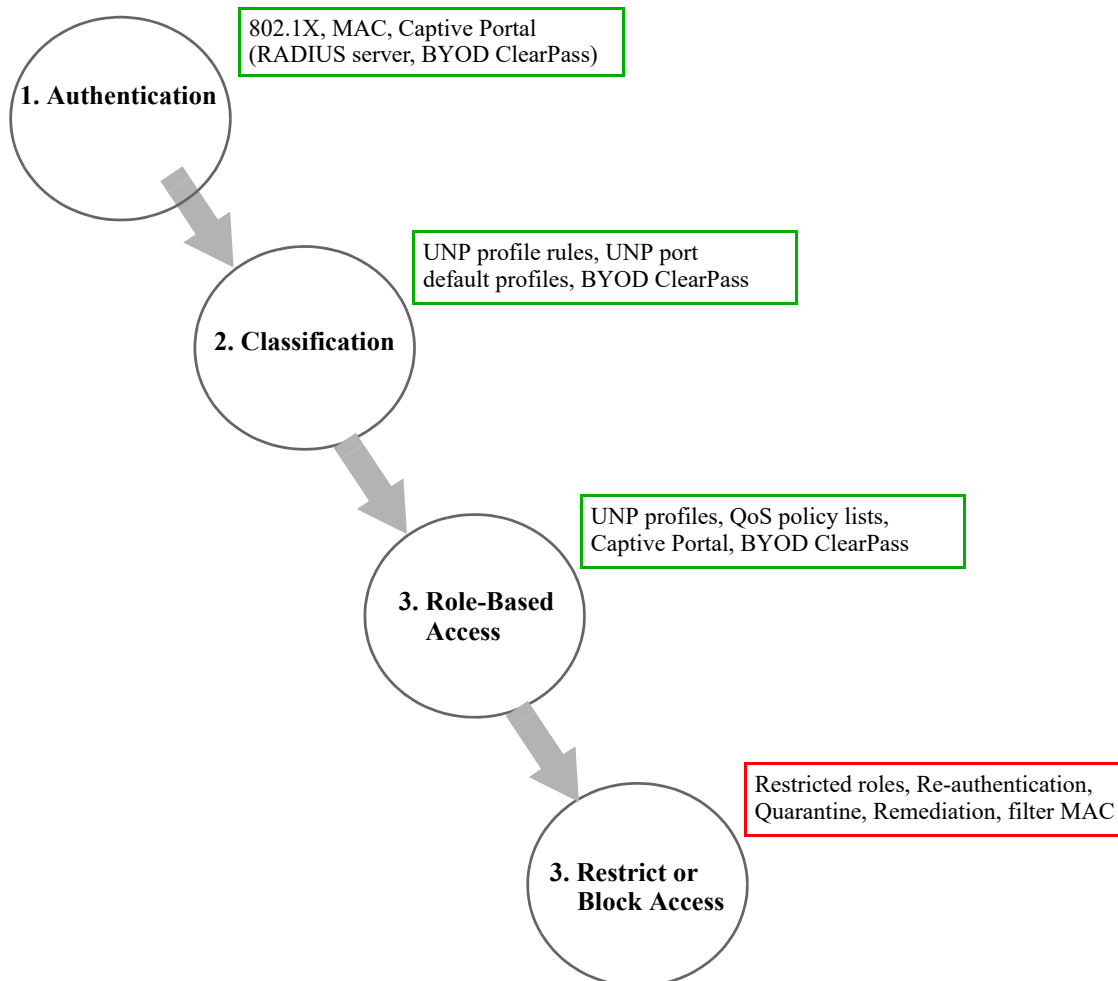 802.1X, MAC, Captive Portal
(RADIUS server, BYOD ClearPass)
1. Authentication
UNP profile rules, UNP port
default profiles, BYOD ClearPass
2. Classification
UNP profiles, QoS policy lists,
Captive Portal, BYOD ClearPass
3. Role-Based
Access
Restricted roles, Re-authentication,
Quarantine, Remediation, filter MAC
3. Restrict or
Block Access